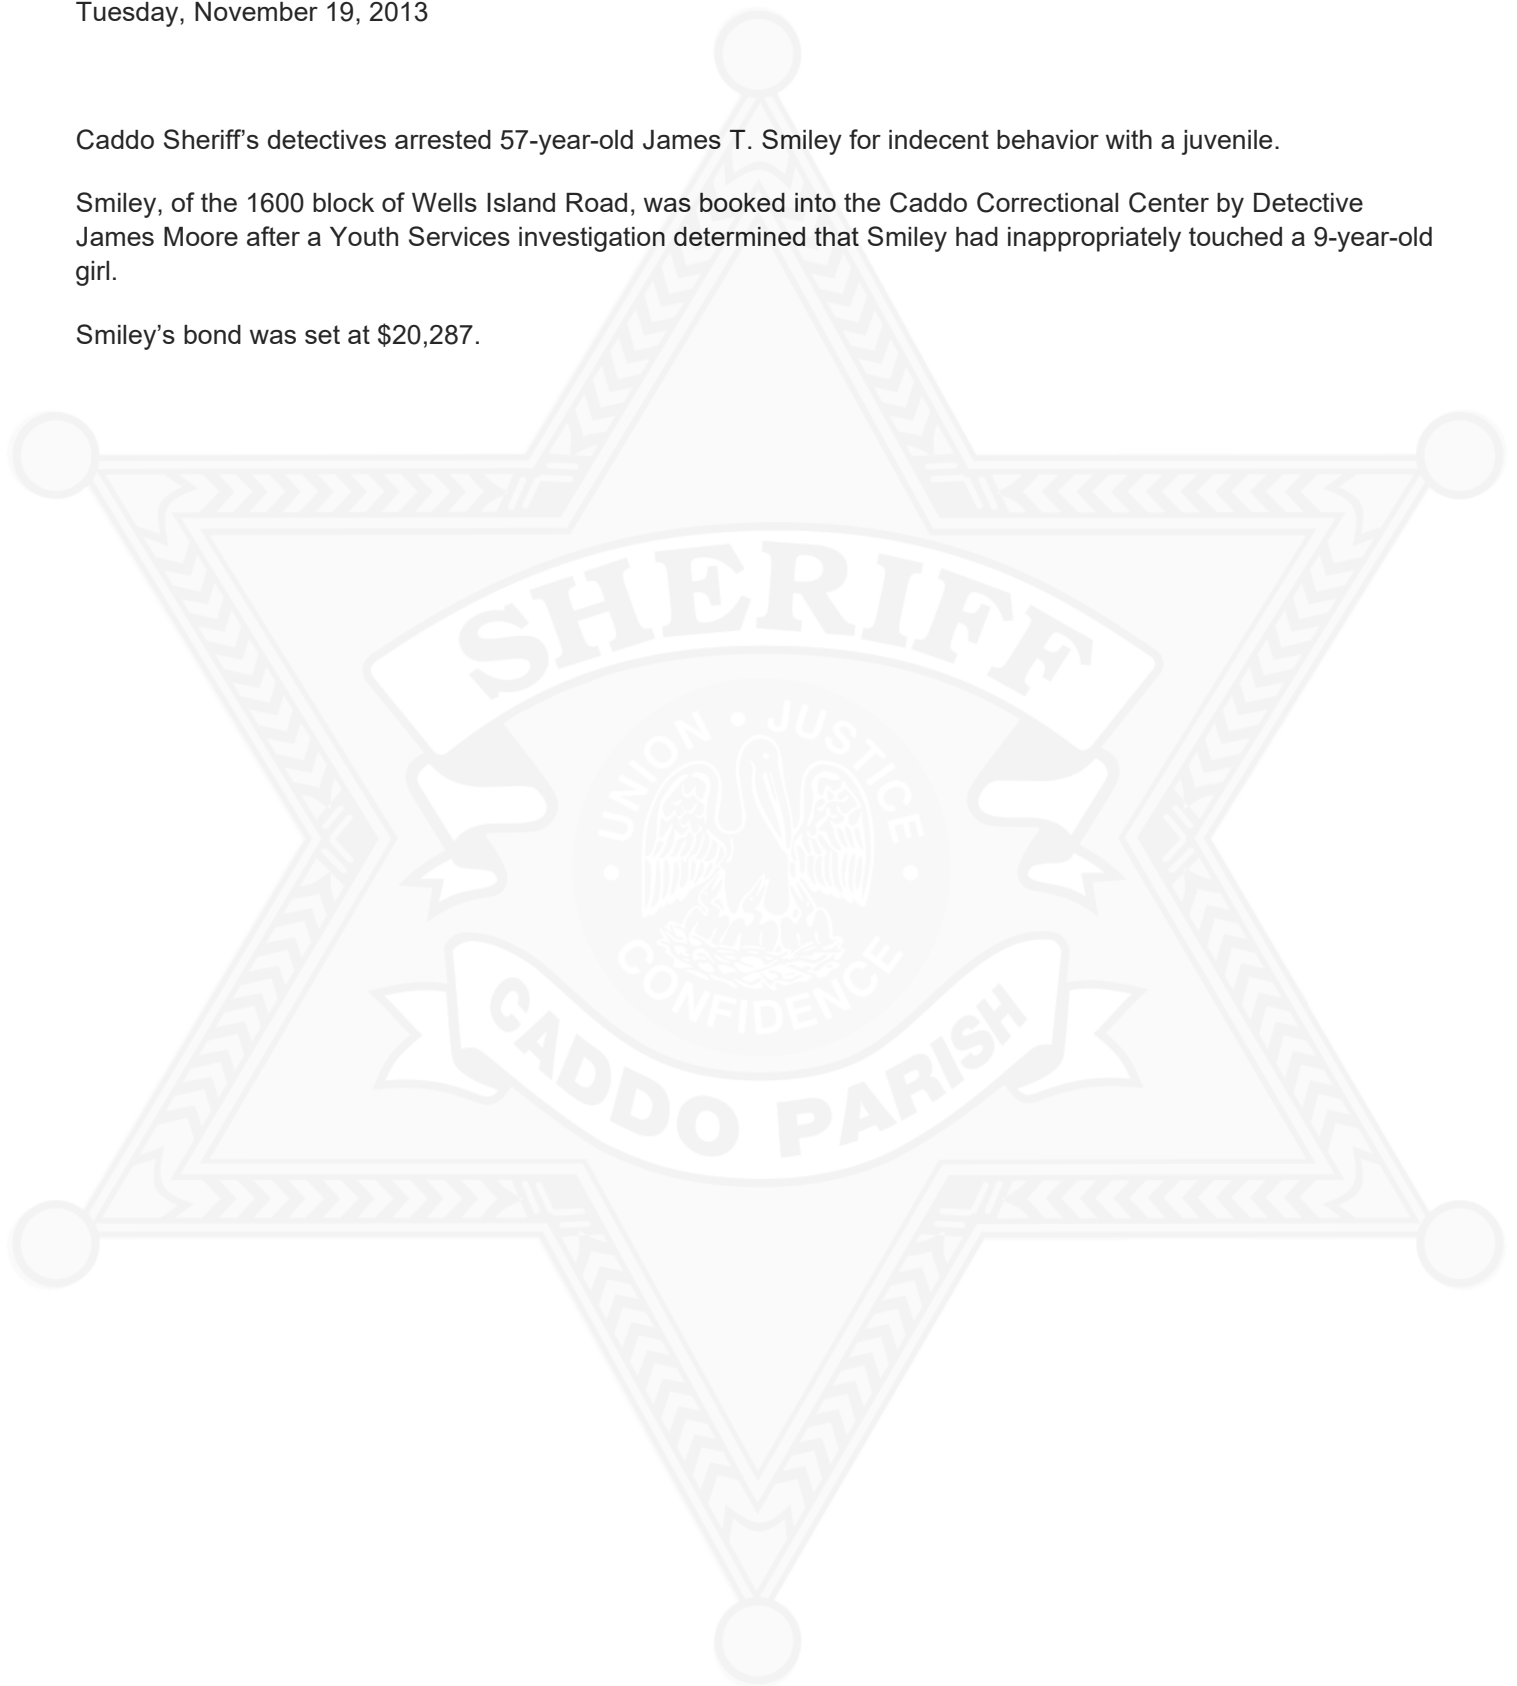 Tuesday, November 19, 2013
Caddo Sheriff’s detectives arrested 57-year-old James T. Smiley for indecent behavior with a juvenile.
Smiley, of the 1600 block of Wells Island Road, was booked into the Caddo Correctional Center by Detective
James Moore after a Youth Services investigation determined that Smiley had inappropriately touched a 9-year-old
girl.
Smiley’s bond was set at $20,287.
SHERIFF
UNION • JUSTICE
• CONFIDENCE •
CADDO PARISH